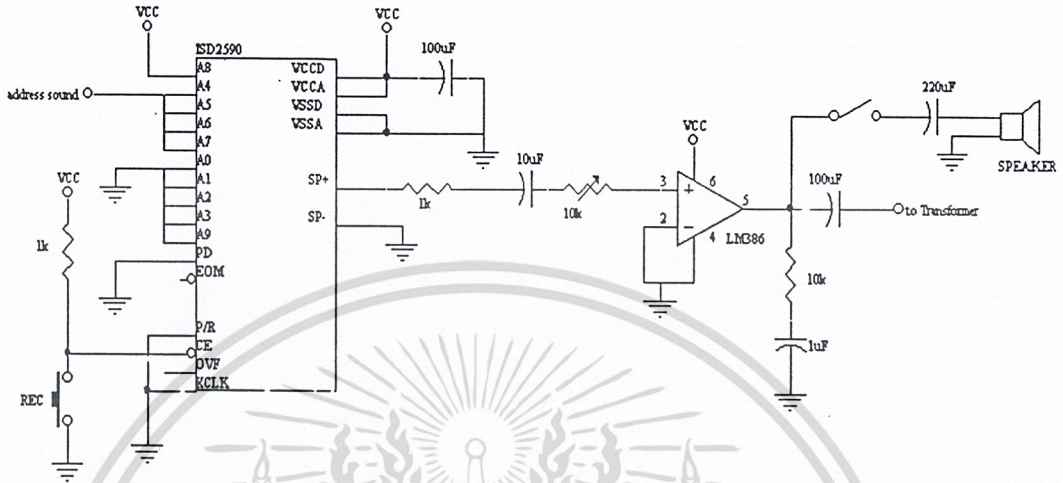 VCC
ISD2590
A8
A4
A5
A6
A7
A0
A1
A2
A3
A9
PD
EOM
P/R
CE
OVF
XCLK
VCCD
VCCA
VSSD
VSSA
SP+
SP-
address sound
VCC
1k
REC
VCC
100uF
1k
10uF
10k
VCC
3
+
6
2
-
4
5
LM386
220uF
SPEAKER
100uF
to Transformer
10k
1uF